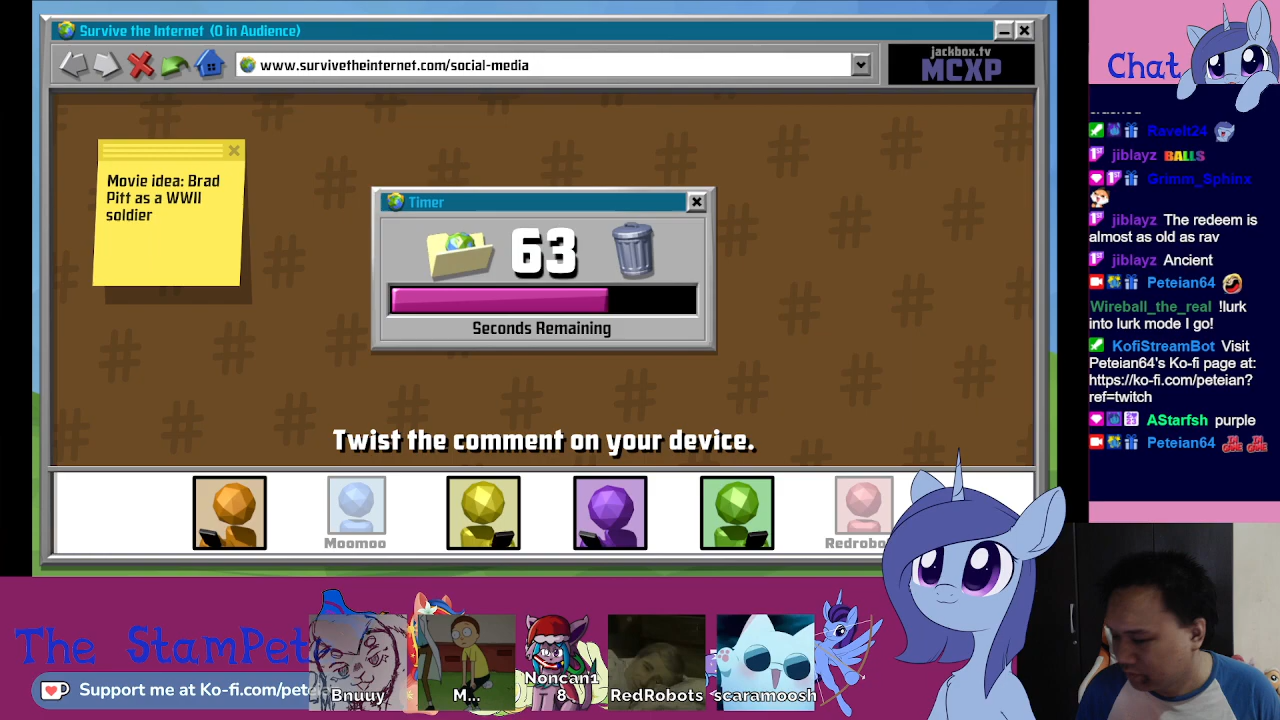 Survive the Internet (0 in Audience)
www.survivetheinternet.com/social-media
jackbox.tv
MCXP
Movie idea: Brad
Pitt as a WWII
soldier
Timer
63
Seconds Remaining
Twist the comment on your device.
Moomoo
Redrobo
Chat
Ravelt24
jiblayz BALLS
Grimm_Sphinx
jiblayz The redeem is
almost as old as rav
jiblayz Ancient
Peteian64
Wireball_the_real !lurk
into lurk mode I go!
KofiStreamBot Visit
Peteian64's Ko-fi page at:
https://ko-fi.com/peteian?
ref=twitch
AStarfsh purple
Peteian64
The StamPet
Support me at Ko-fi.com/pet
Bnuuy
M...
Noncan1
8
RedRobots
scaramoosh